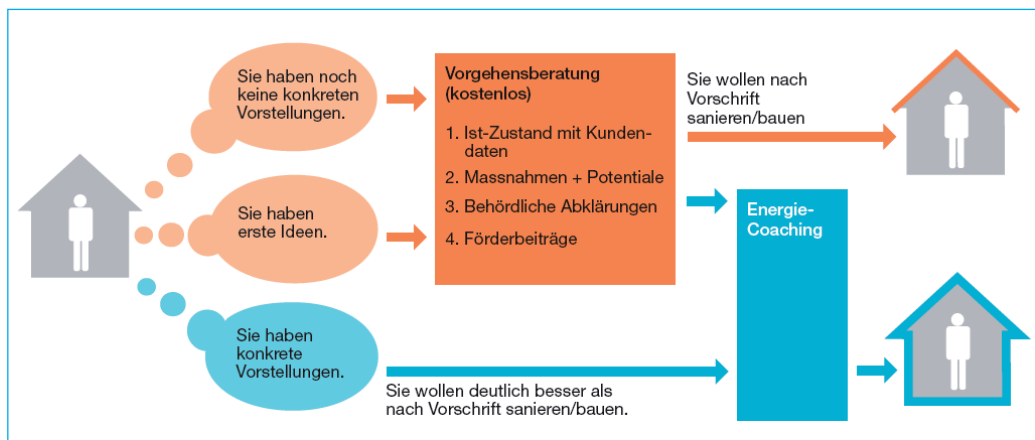 Sie haben noch
keine konkreten
Vorstellungen.
Vorgehensberatung
(kostenlos)
1. Ist-Zustand mit Kunden-
daten
2. Massnahmen + Potentiale
3. Behördliche Abklärungen
4. Förderbeiträge
Sie wollen nach
Vorschrift
sanieren/bauen
Sie haben
erste Ideen.
Energie-
Coaching
Sie haben
konkrete
Vorstellungen.
Sie wollen deutlich besser als
nach Vorschrift sanieren/bauen.